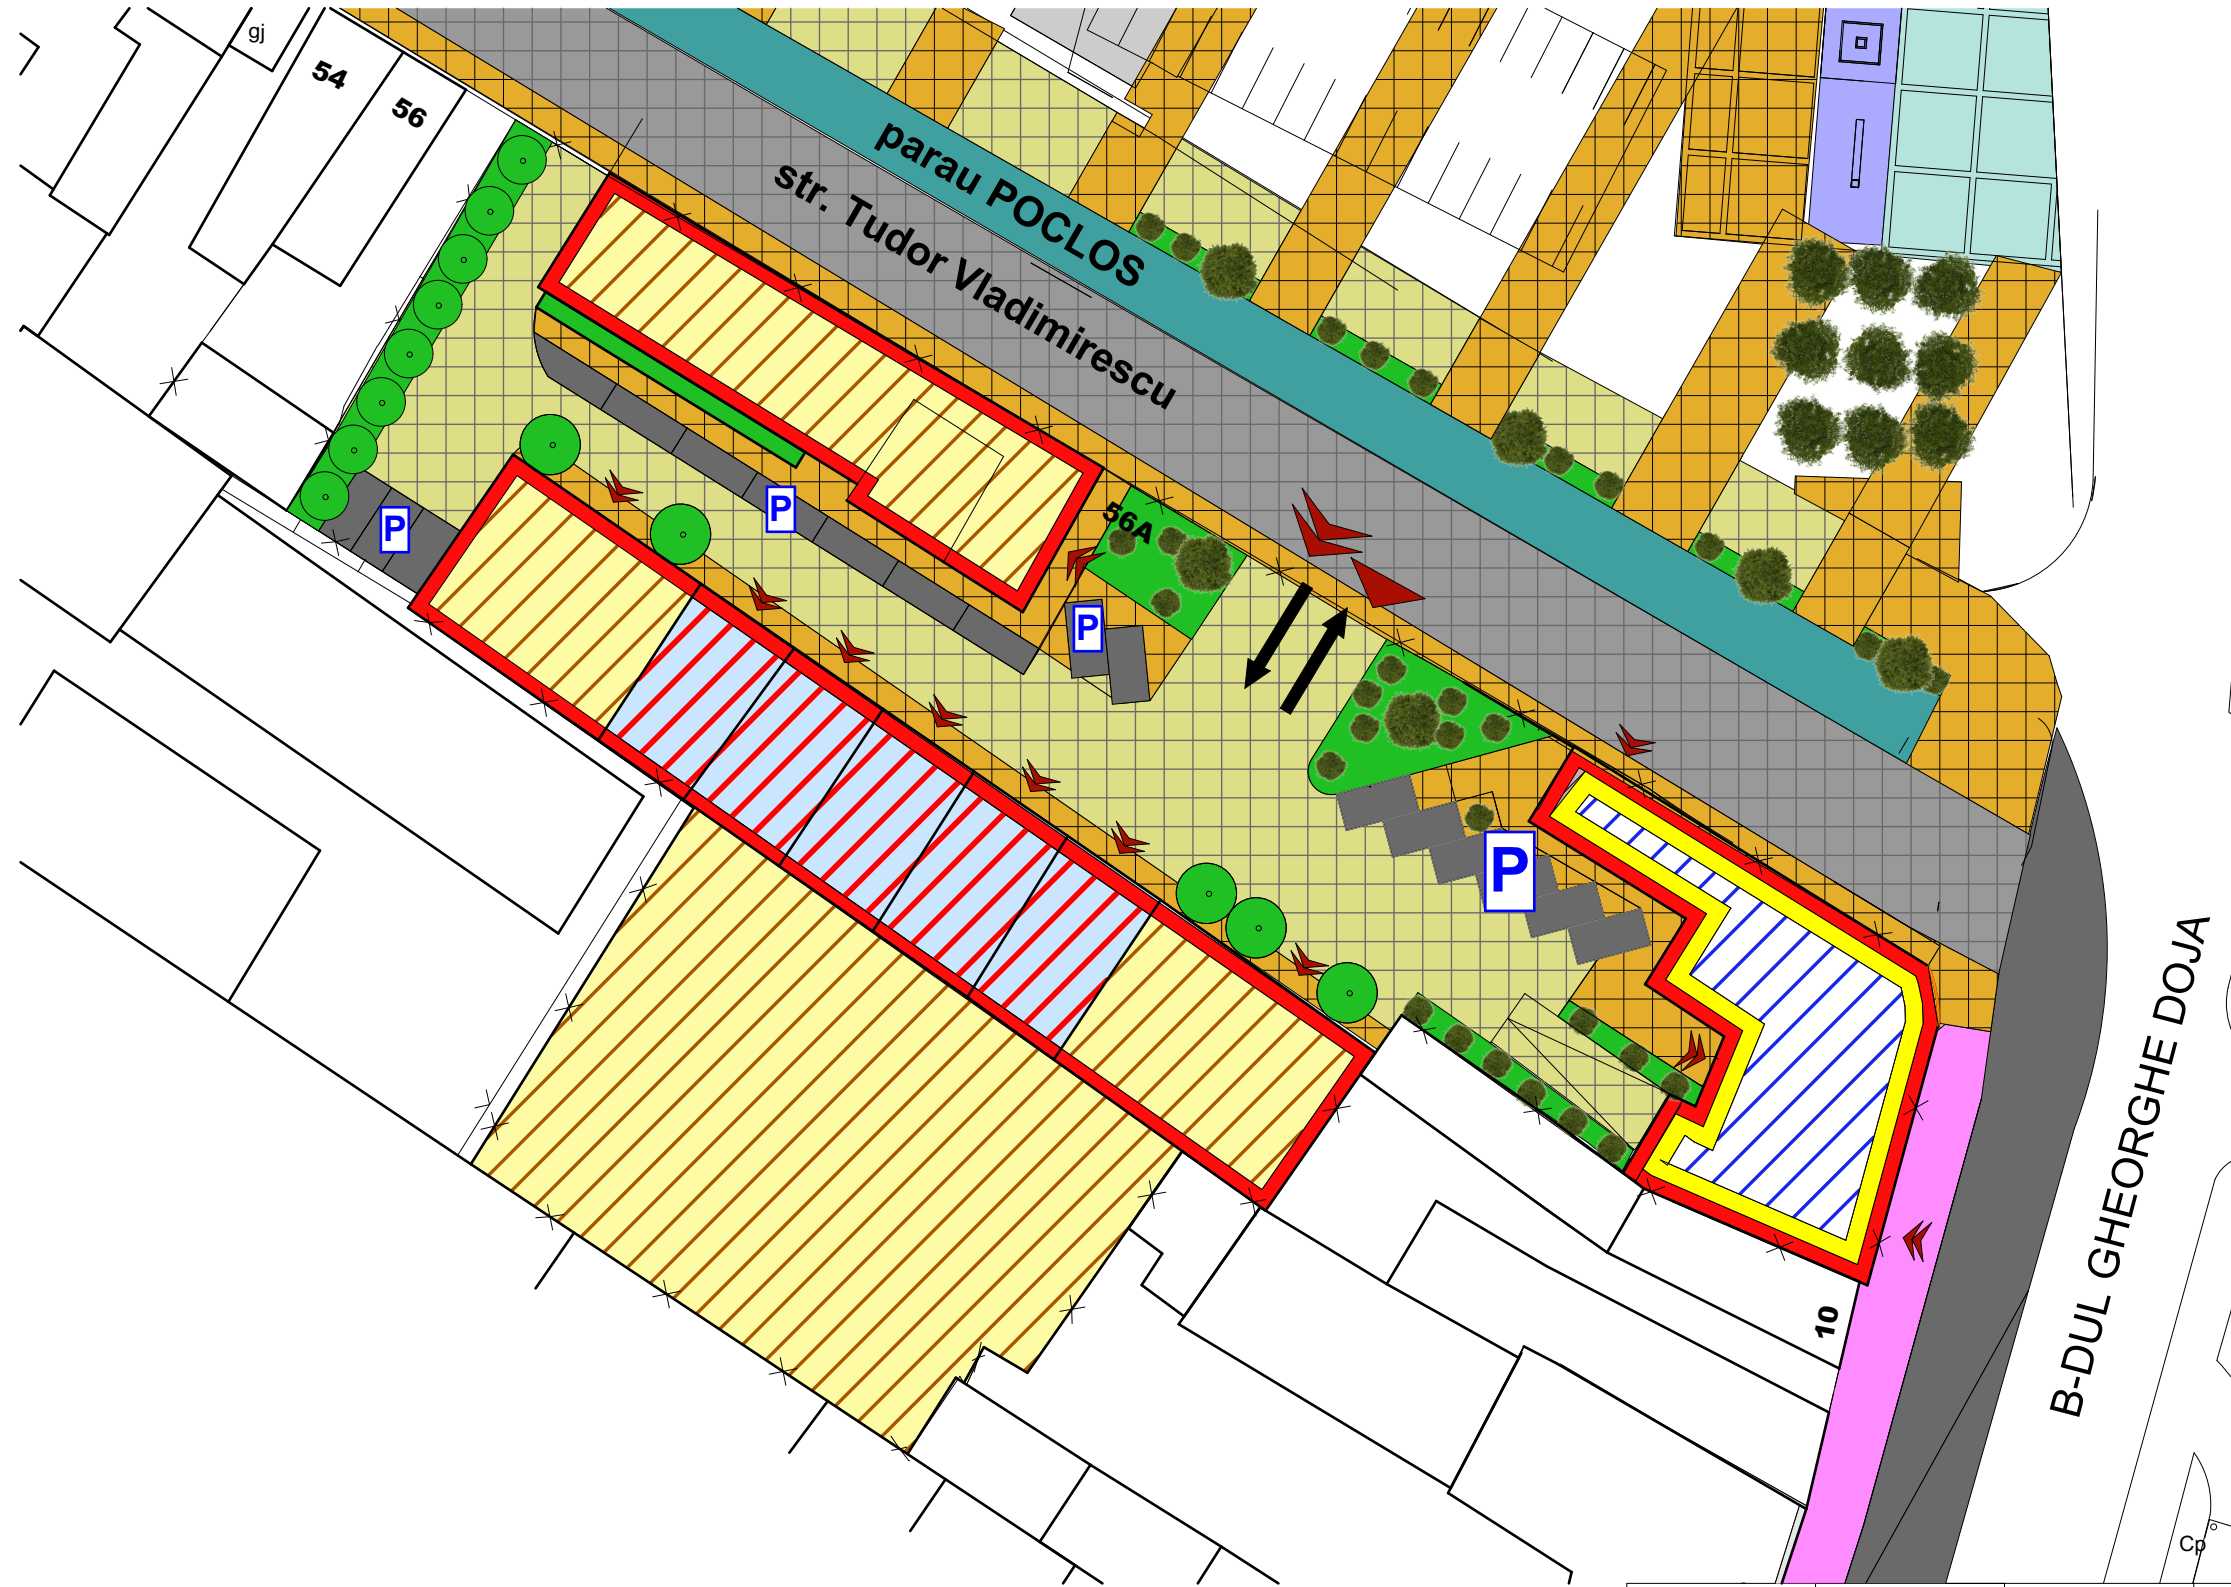 gj
54
56
parau POCLOS
str. Tudor Vladimirescu
P
P
56A
P
P
B-DUL GHEORGHE DOJA
10
Cp